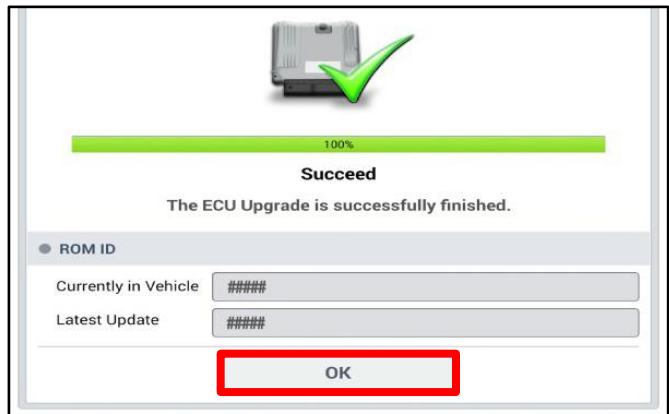 100%
Succeed
The ECU Upgrade is successfully finished.
ROM ID
Currently in Vehicle #####
Latest Update #####
OK